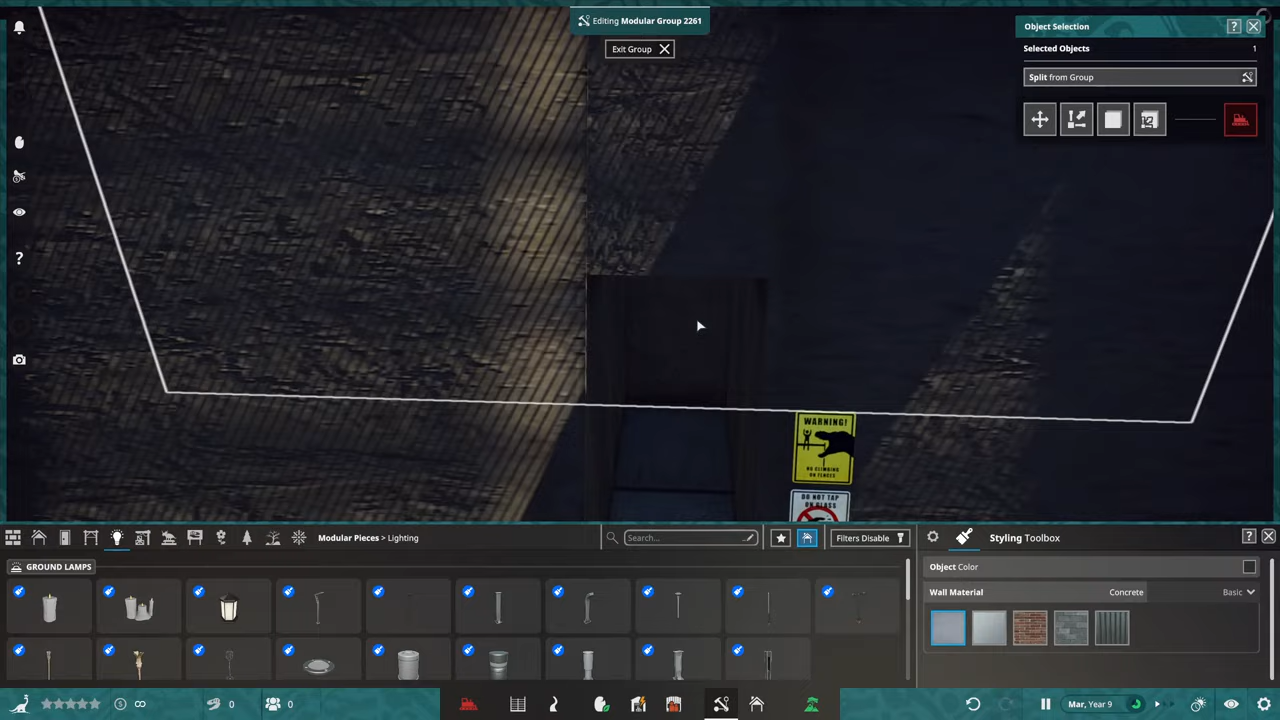 Editing Modular Group 2261
Exit Group
Object Selection
?
Selected Objects 1
Split from Group
12
?
WARNING!
NO CLIMBING
ON FENCES
DO NOT TAP
ON GLASS
Modular Pieces > Lighting
Search...
Filters Disable
GROUND LAMPS
Styling Toolbox
?
Object Color
Wall Material Concrete Basic
∞
0
0
Mar, Year 9